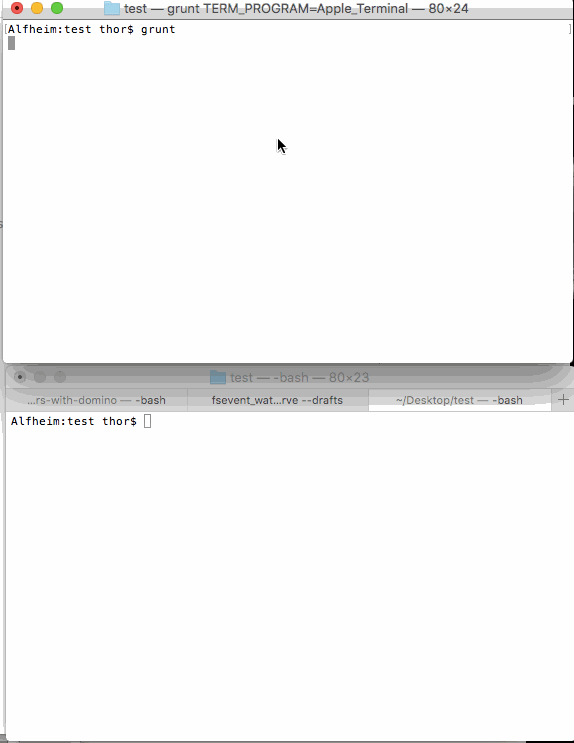 test — grunt TERM_PROGRAM=Apple_Terminal — 80×24
[Alfheim:test thor$ grunt ]
test — -bash — 80×23
...rs-with-domino — -bash fsevent_wat...rve --drafts ~/Desktop/test — -bash +
Alfheim:test thor$